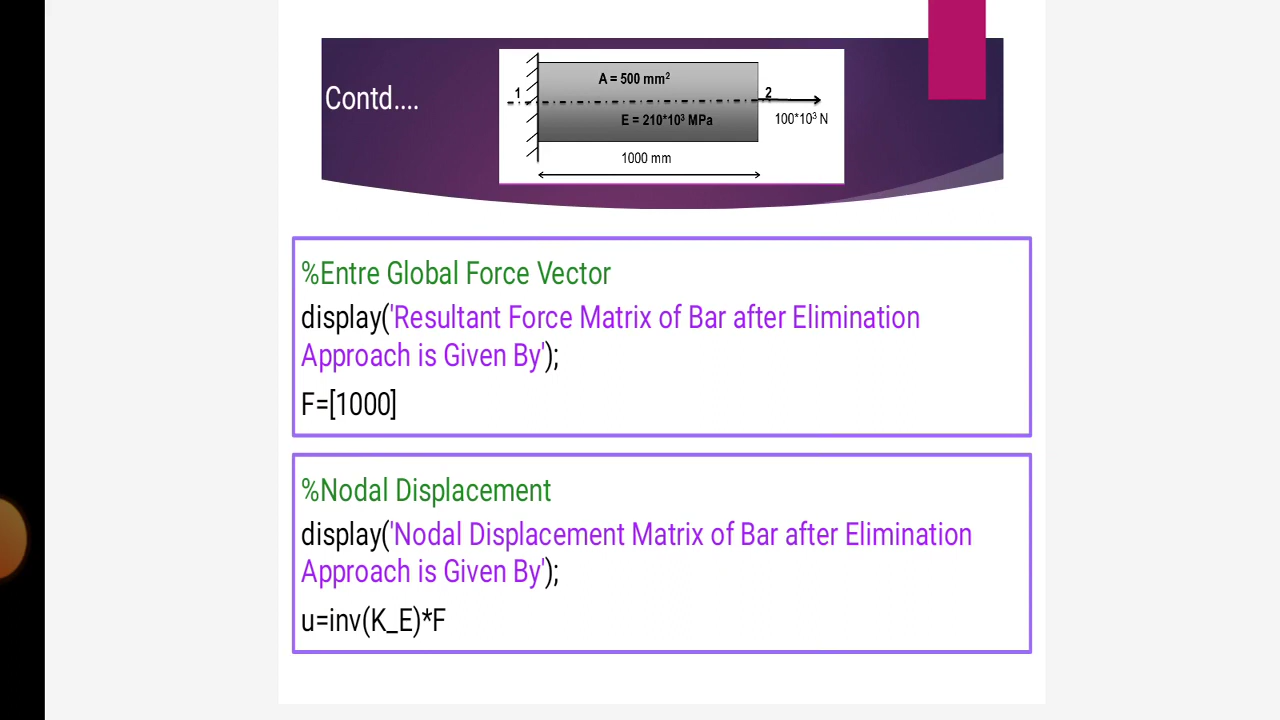 Contd....
A = 500 mm²
1
2
E = 210*10³ MPa
100*10³ N
1000 mm
%Entre Global Force Vector
display('Resultant Force Matrix of Bar after Elimination
Approach is Given By');
F=[1000]
%Nodal Displacement
display('Nodal Displacement Matrix of Bar after Elimination
Approach is Given By');
u=inv(K_E)*F